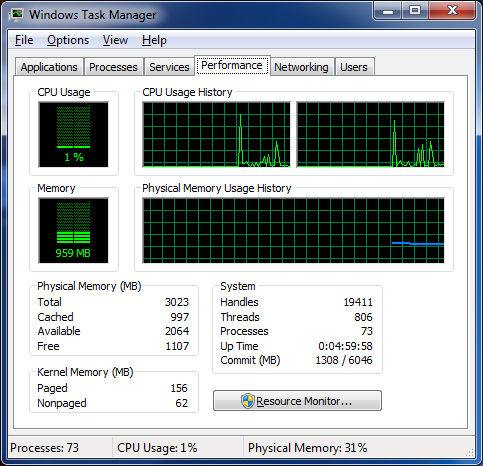 Windows Task Manager
File Options View Help
Applications Processes Services Performance Networking Users
CPU Usage CPU Usage History
1 %
Memory Physical Memory Usage History
959 MB
Physical Memory (MB) System
Total 3023 Handles 19411
Cached 997 Threads 806
Available 2064 Processes 73
Free 1107 Up Time 0:04:59:58
Commit (MB) 1308 / 6046
Kernel Memory (MB)
Paged 156
Nonpaged 62
Resource Monitor...
Processes: 73 CPU Usage: 1% Physical Memory: 31%